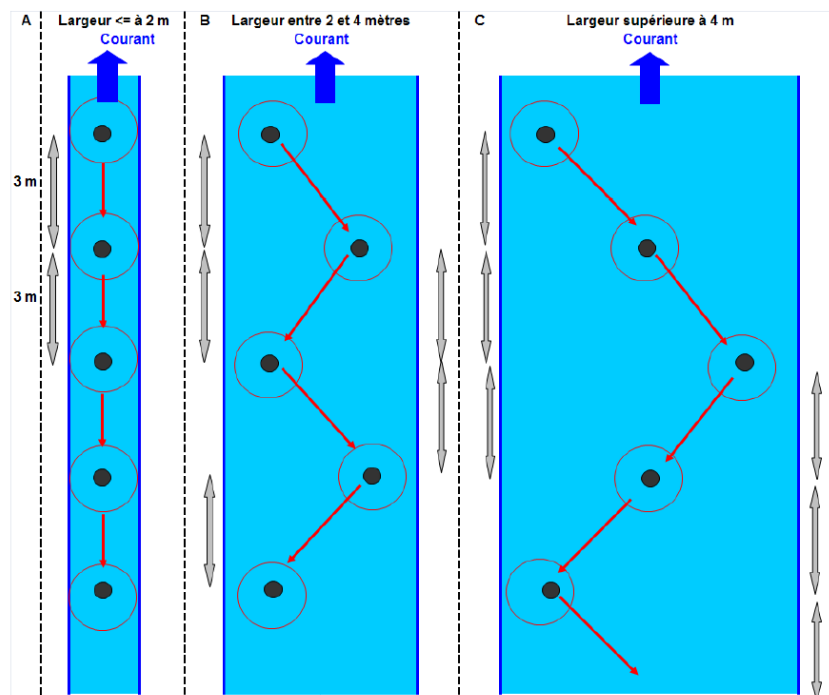 A
Largeur <= à 2 m
B
Largeur entre 2 et 4 mètres
C
Largeur supérieure à 4 m
Courant
Courant
Courant
3 m
3 m